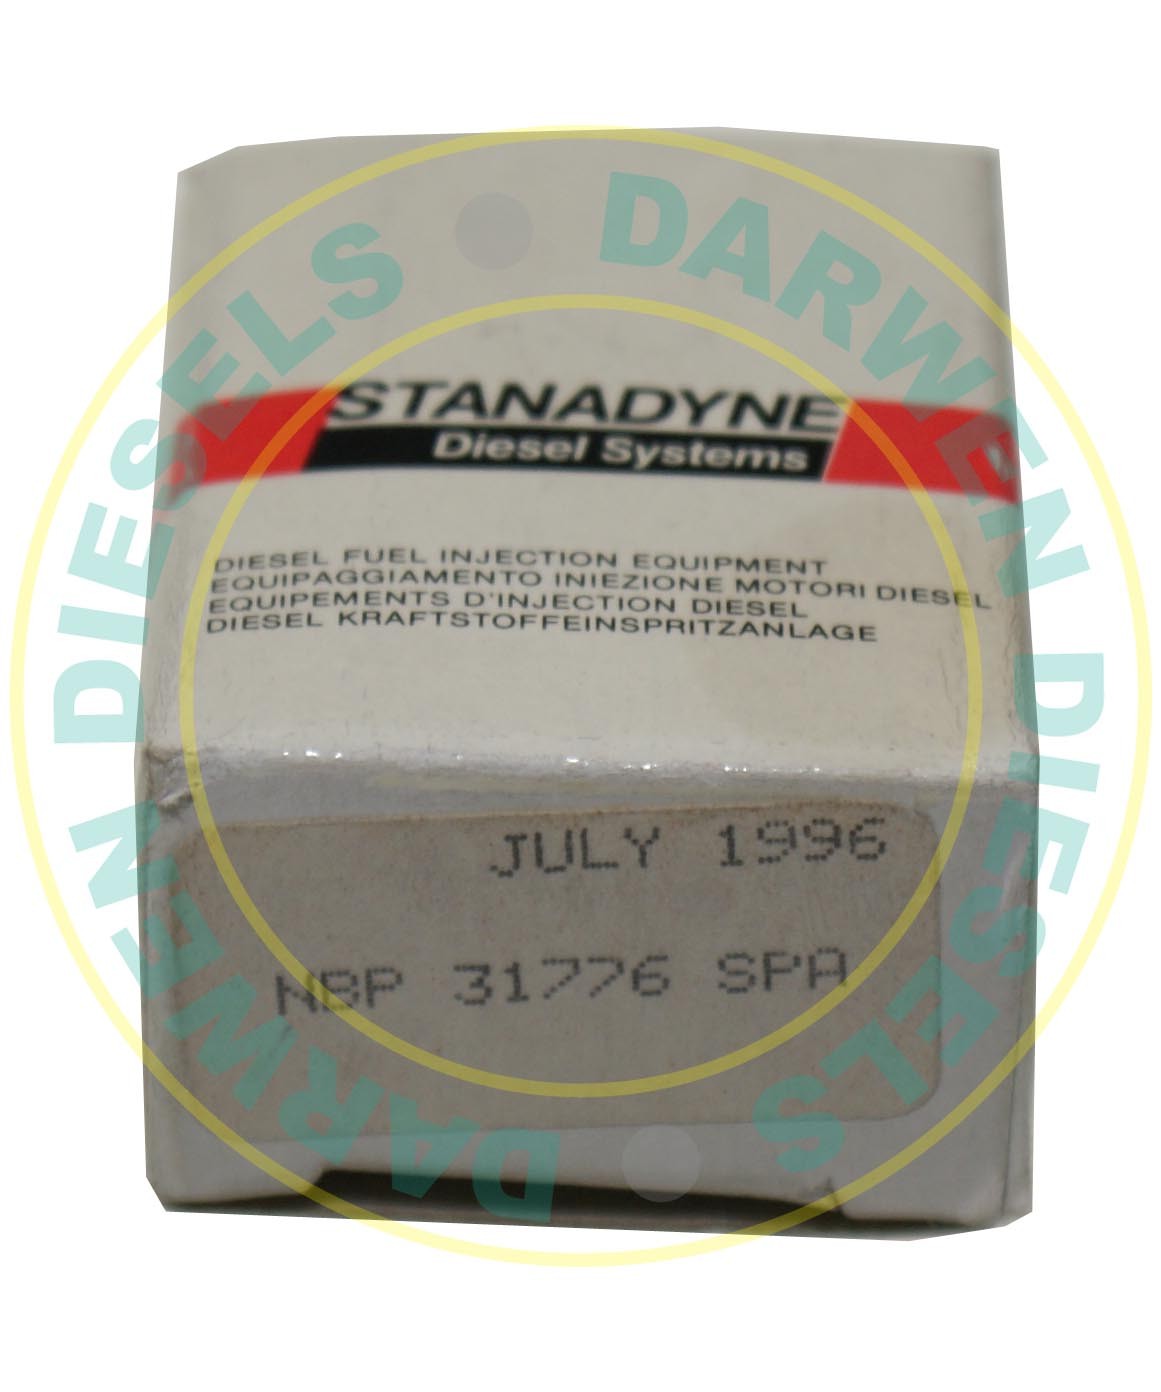 STANADYNE
Diesel Systems
DIESEL FUEL INJECTION EQUIPMENT
EQUIPAGGIAMENTO INIEZIONE MOTORI DIESEL
EQUIPEMENTS D'INJECTION DIESEL
DIESEL KRAFTSTOFFEINSPRITZANLAGE
JULY 1996
NBP 31776 SPA
DARWEN DIESELS
DARWEN DIESELS